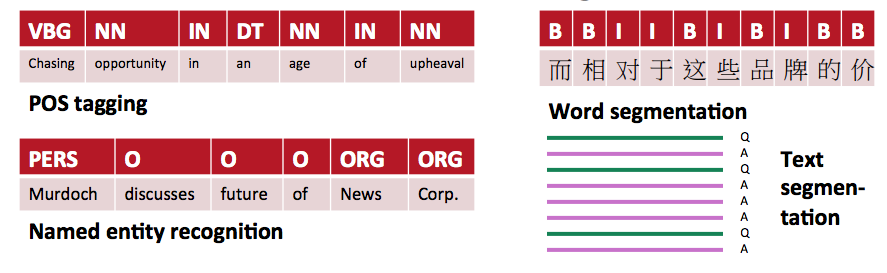 VBG NN IN DT NN IN NN
Chasing opportunity in an age of upheaval
POS tagging
PERS O O O ORG ORG
Murdoch discusses future of News Corp.
Named entity recognition
B B I I B I B I B B
而 相 对 于 这 些 品 牌 的 价
Word segmentation
Q
A
Q
A
A
A
Q
A
Text
segmen-
tation